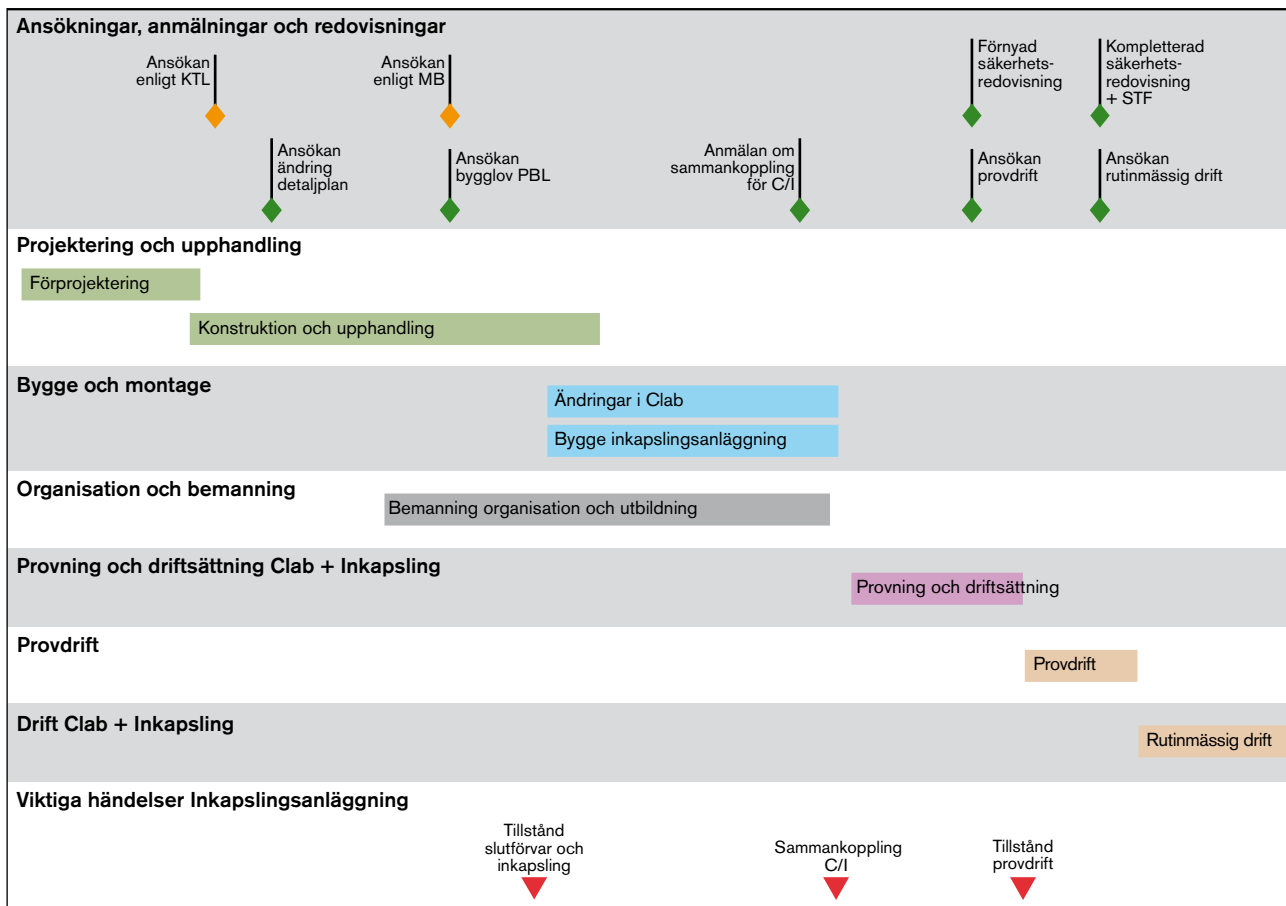 Ansökningar, anmälningar och redovisningar
Ansökan
enligt KTL
Ansökan
enligt MB
Förnyad
säkerhets-
redovisning
Kompletterad
säkerhets-
redovisning
+ STF
Ansökan
ändring
detaljplan
Ansökan
bygglov PBL
Anmälan om
sammankoppling
för C/I
Ansökan
provdrift
Ansökan
rutinmässig drift
Projektering och upphandling
Förprojektering
Konstruktion och upphandling
Bygge och montage
Ändringar i Clab
Bygge inkapslingsanläggning
Organisation och bemanning
Bemanning organisation och utbildning
Provning och driftsättning Clab + Inkapsling
Provning och driftsättning
Provdrift
Provdrift
Drift Clab + Inkapsling
Rutinmässig drift
Viktiga händelser Inkapslingsanläggning
Tillstånd
slutförvar och
inkapsling
Sammankoppling
C/I
Tillstånd
provdrift